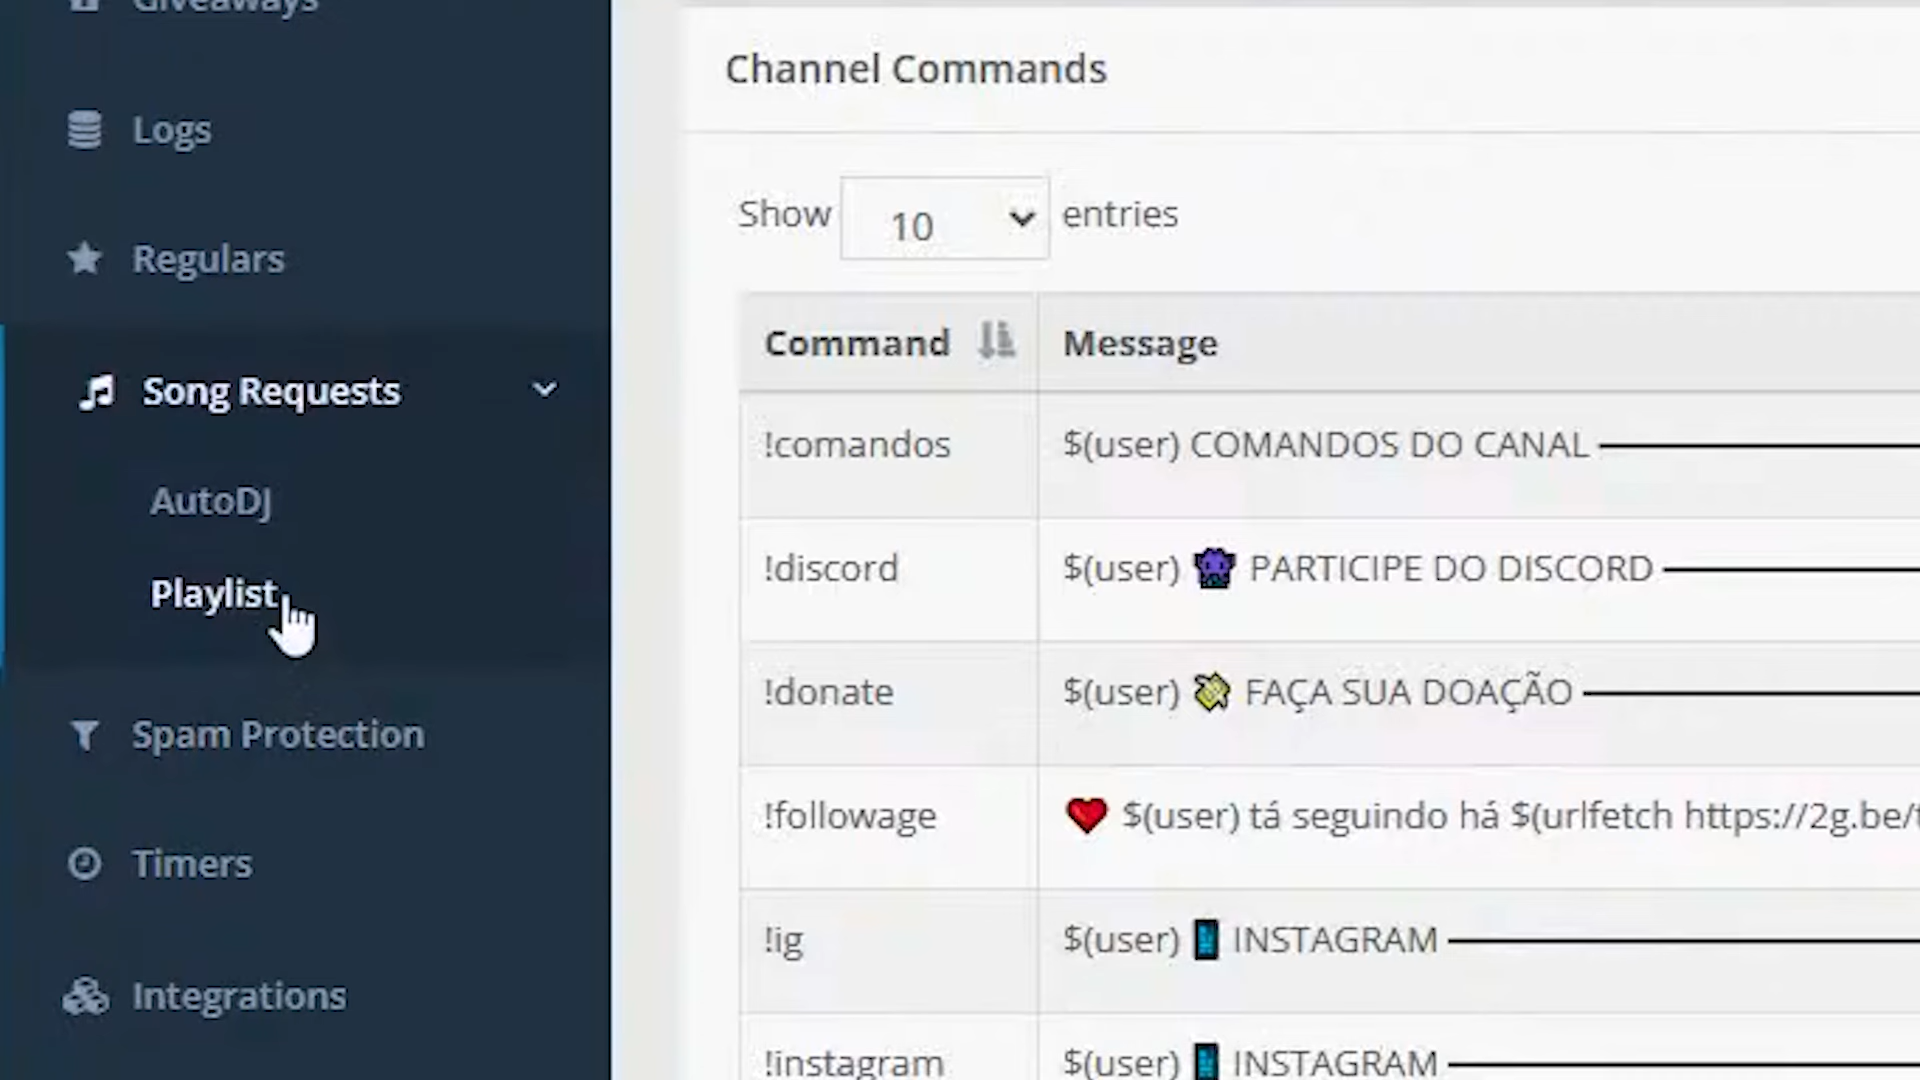 Giveaways
Logs
Regulars
Song Requests
AutoDJ
Playlist
Spam Protection
Timers
Integrations
Channel Commands
Show 10 entries
Command Message
!comandos $(user) COMANDOS DO CANAL
!discord $(user) PARTICIPE DO DISCORD
!donate $(user) FAÇA SUA DOAÇÃO
!followage $(user) tá seguindo há $(urlfetch https://2g.be/t
!ig $(user) INSTAGRAM
!instagram $(user) INSTAGRAM